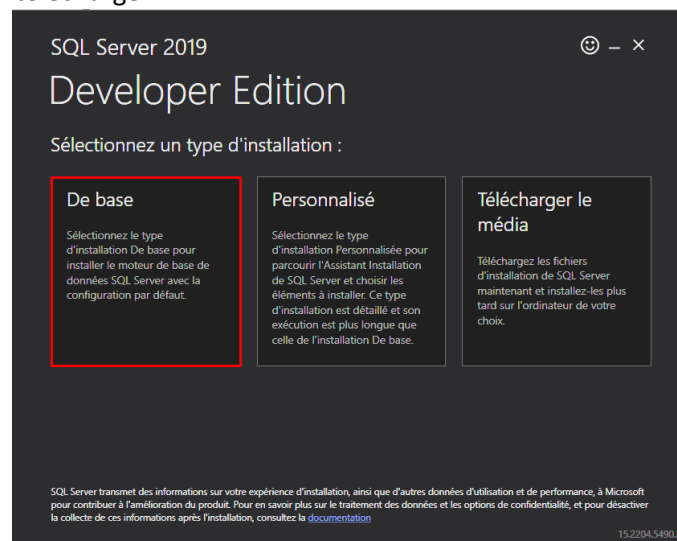 SQL Server 2019
Developer Edition
Sélectionnez un type d'installation :
De base
Sélectionnez le type
d'installation De base pour
installer le moteur de base de
données SQL Server avec la
configuration par défaut.
Personnalisé
Sélectionnez le type
d'installation Personnalisée pour
parcourir l'Assistant Installation
de SQL Server et choisir les
éléments à installer. Ce type
d'installation est détaillé et son
exécution est plus longue que
celle de l'installation De base.
Télécharger le
média
Téléchargez les fichiers
d'installation de SQL Server
maintenant et installez-les plus
tard sur l'ordinateur de votre
choix.
SQL Server transmet des informations sur votre expérience d'installation, ainsi que d'autres données d'utilisation et de performance, à Microsoft
pour contribuer à l'amélioration du produit. Pour en savoir plus sur le traitement des données et les options de confidentialité, et pour désactiver
la collecte de ces informations après l'installation, consultez la documentation
15.2204.5490.